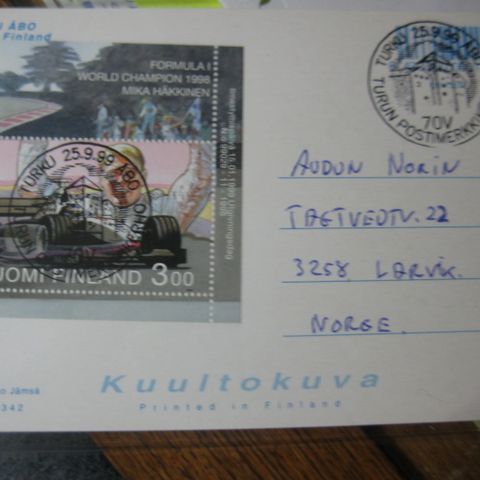 ÅBO
Finland
FORMULA I
WORLD CHAMPION 1998
MIKA HÄKKINEN
TURKU 25.9.99 ÅBO
SUOMI FINLAND 3.00
TURKU 25.9.99 ÅBO
70V
TURUN POSTIMERKKI
AUDUN NORIN
TAGTVEDTV. 22
3258 LARVIK.
NORGE.
Kuultokuva
Printed in Finland
o Jämsä
342